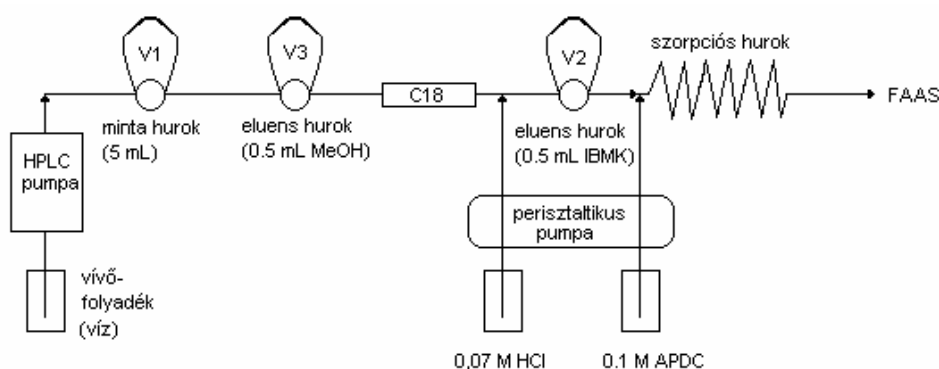 V1
V3
V2
szorpciós hurok
C18
FAAS
minta hurok
(5 mL)
eluens hurok
(0.5 mL MeOH)
eluens hurok
(0.5 mL IBMK)
HPLC
pumpa
perisztaltikus
pumpa
vívő-
folyadék
(víz)
0,07 M HCl
0.1 M APDC